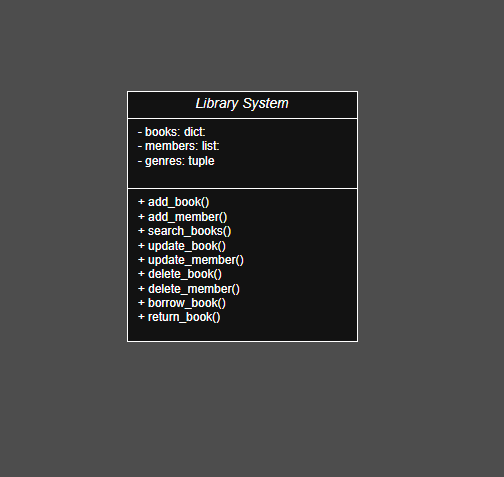 Library System
- books: dict:
- members: list:
- genres: tuple
+ add_book()
+ add_member()
+ search_books()
+ update_book()
+ update_member()
+ delete_book()
+ delete_member()
+ borrow_book()
+ return_book()